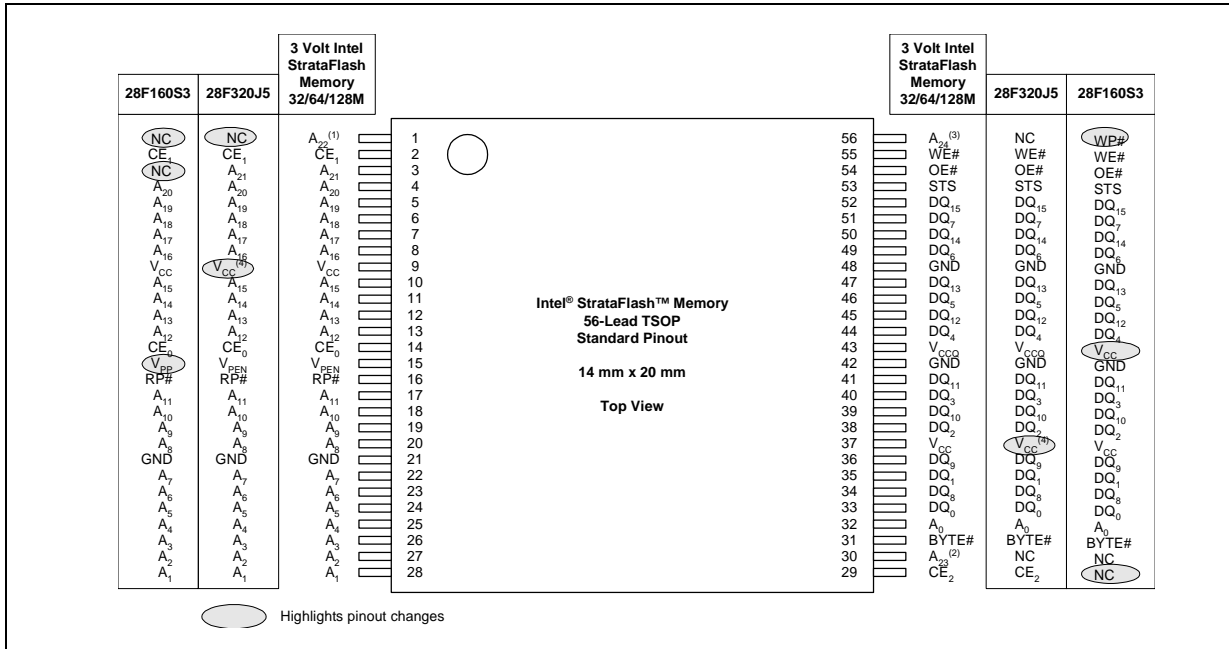 3 Volt Intel
StrataFlash
Memory
32/64/128M
28F160S3 28F320J5
3 Volt Intel
StrataFlash
Memory
32/64/128M
28F320J5 28F160S3
NC NC A22(1) 1 56 A24(3) NC WP#
CE1 CE1 CE1 2 55 WE# WE# WE#
NC A21 A21 3 54 OE# OE# OE#
A20 A20 A20 4 53 STS STS STS
A19 A19 A19 5 52 DQ15 DQ15 DQ15
A18 A18 A18 6 51 DQ7 DQ7 DQ7
A17 A17 A17 7 50 DQ14 DQ14 DQ14
A16 A16 A16 8 49 DQ6 DQ6 DQ6
VCC VCC(4) VCC 9 48 GND GND GND
A15 A15 A15 10 47 DQ13 DQ13 DQ13
A14 A14 A14 11 46 DQ5 DQ5 DQ5
A13 A13 A13 12 45 DQ12 DQ12 DQ12
A12 A12 A12 13 44 DQ4 DQ4 DQ4
CE0 CE0 CE0 14 43 VCCQ VCCQ VCC
VPP VPEN VPEN 15 42 GND GND GND
RP# RP# RP# 16 41 DQ11 DQ11 DQ11
A11 A11 A11 17 40 DQ3 DQ3 DQ3
A10 A10 A10 18 39 DQ10 DQ10 DQ10
A9 A9 A9 19 38 DQ2 DQ2 DQ2
A8 A8 A8 20 37 VCC VCC(4) VCC
GND GND GND 21 36 DQ9 DQ9 DQ9
A7 A7 A7 22 35 DQ1 DQ1 DQ1
A6 A6 A6 23 34 DQ8 DQ8 DQ8
A5 A5 A5 24 33 DQ0 DQ0 DQ0
A4 A4 A4 25 32 A0 A0 A0
A3 A3 A3 26 31 BYTE# BYTE# BYTE#
A2 A2 A2 27 30 A23(2) NC NC
A1 A1 A1 28 29 CE2 CE2 NC
Intel® StrataFlash™ Memory
56-Lead TSOP
Standard Pinout
14 mm x 20 mm
Top View
Highlights pinout changes